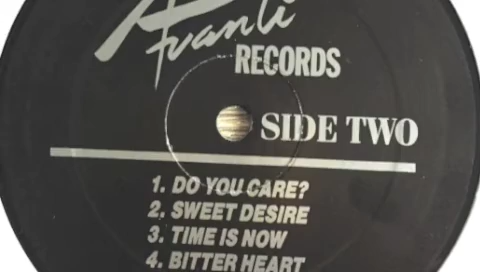 Avanti
RECORDS
SIDE TWO
1. DO YOU CARE?
2. SWEET DESIRE
3. TIME IS NOW
4. BITTER HEART